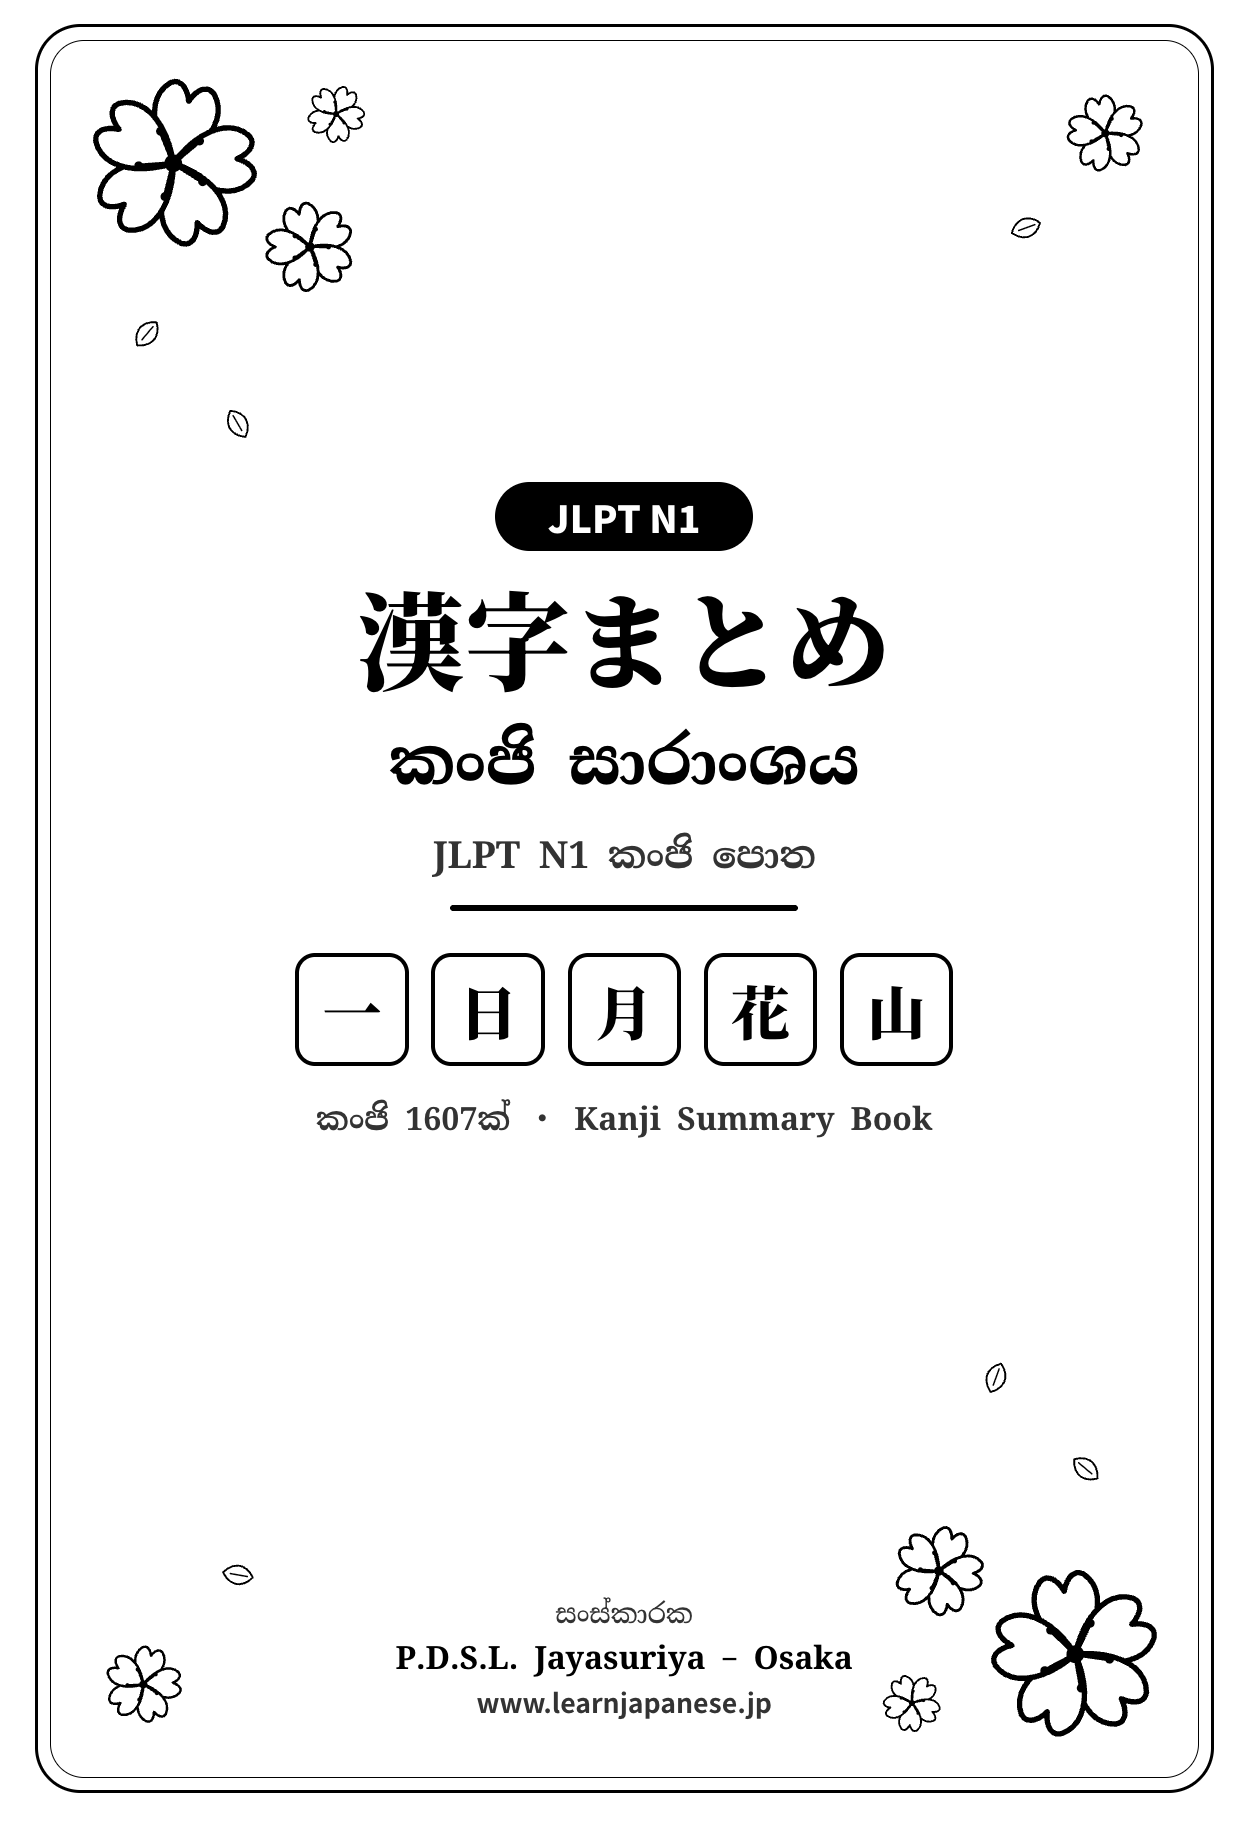 JLPT N1
漢字まとめ
කංජි සාරාංශය
JLPT N1 කංජි පොත
一 日 月 花 山
කංජි 1607ක් · Kanji Summary Book
සංස්කාරක
P.D.S.L. Jayasuriya – Osaka
www.learnjapanese.jp